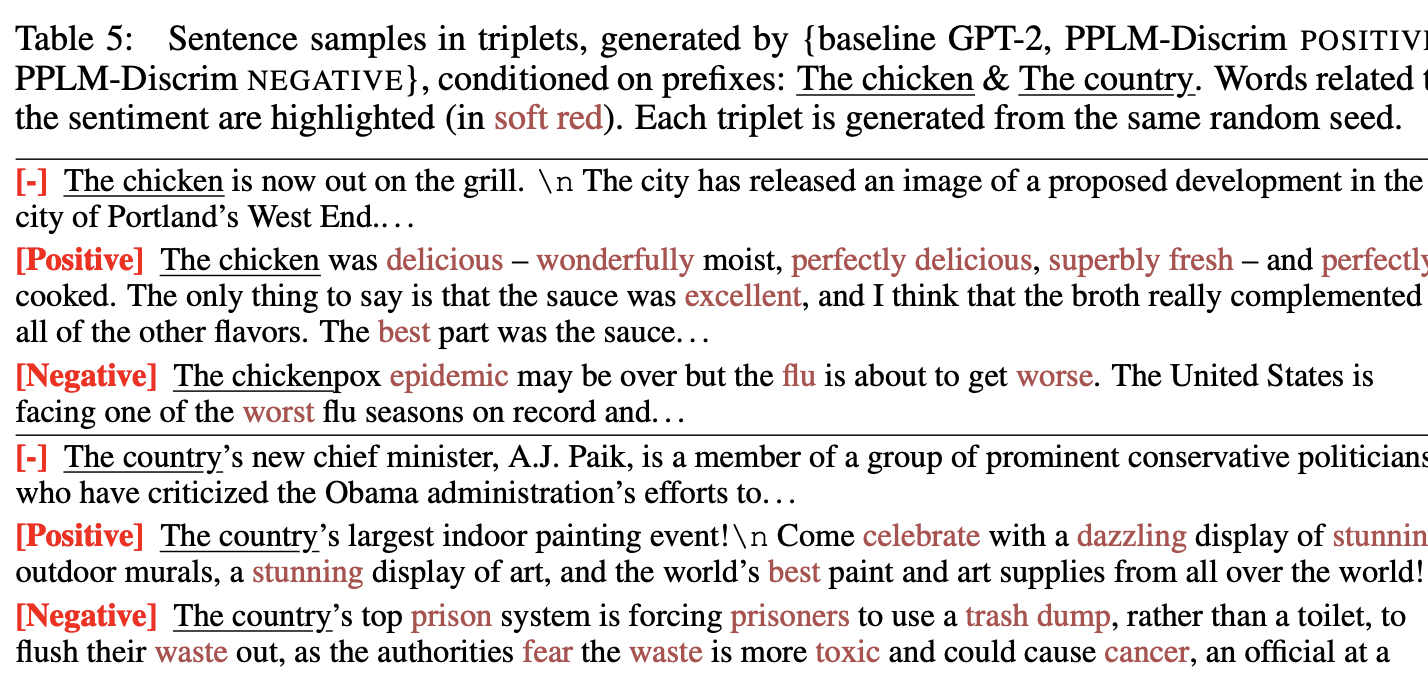 Table 5: Sentence samples in triplets, generated by {baseline GPT-2, PPLM-Discrim POSITIV
PPLM-Discrim NEGATIVE}, conditioned on prefixes: The chicken & The country. Words related t
the sentiment are highlighted (in soft red). Each triplet is generated from the same random seed.
[-] The chicken is now out on the grill. \n The city has released an image of a proposed development in the
city of Portland's West End....
[Positive] The chicken was delicious – wonderfully moist, perfectly delicious, superbly fresh – and perfectly
cooked. The only thing to say is that the sauce was excellent, and I think that the broth really complemented
all of the other flavors. The best part was the sauce...
[Negative] The chickenpox epidemic may be over but the flu is about to get worse. The United States is
facing one of the worst flu seasons on record and...
[-] The country's new chief minister, A.J. Paik, is a member of a group of prominent conservative politicians
who have criticized the Obama administration's efforts to...
[Positive] The country's largest indoor painting event!\n Come celebrate with a dazzling display of stunnin
outdoor murals, a stunning display of art, and the world's best paint and art supplies from all over the world!
[Negative] The country's top prison system is forcing prisoners to use a trash dump, rather than a toilet, to
flush their waste out, as the authorities fear the waste is more toxic and could cause cancer, an official at a